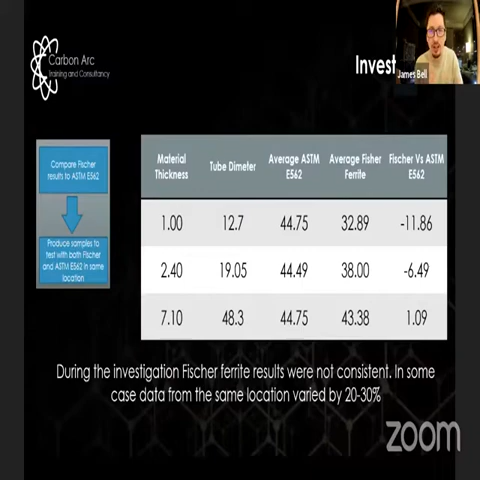 Carbon Arc
Training and Consultancy
Invest
James Bell
Compare Fischer
results to ASTM E562
Produce samples to
test with both Fischer
and ASTM E562 in same
location
Material Thickness Tube Dimeter Average ASTM E562 Average Fisher Ferrite Fischer Vs ASTM E562
1.00 12.7 44.75 32.89 -11.86
2.40 19.05 44.49 38.00 -6.49
7.10 48.3 44.75 43.38 1.09
During the investigation Fischer ferrite results were not consistent. In some
case data from the same location varied by 20-30%
zoom